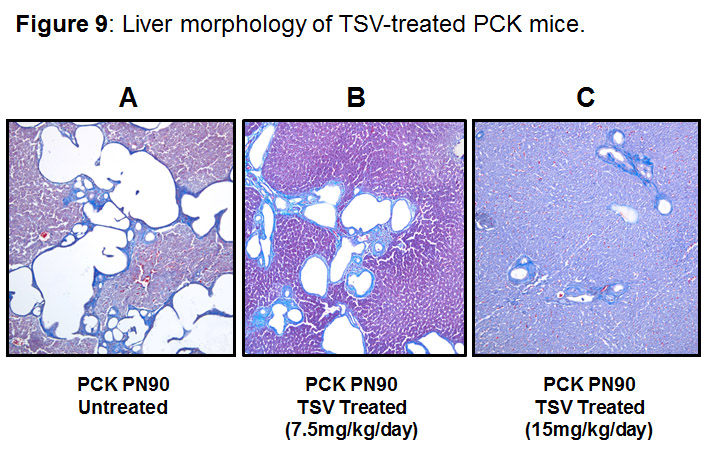 Figure 9: Liver morphology of TSV-treated PCK mice.
A
B
C
PCK PN90
Untreated
PCK PN90
TSV Treated
(7.5mg/kg/day)
PCK PN90
TSV Treated
(15mg/kg/day)